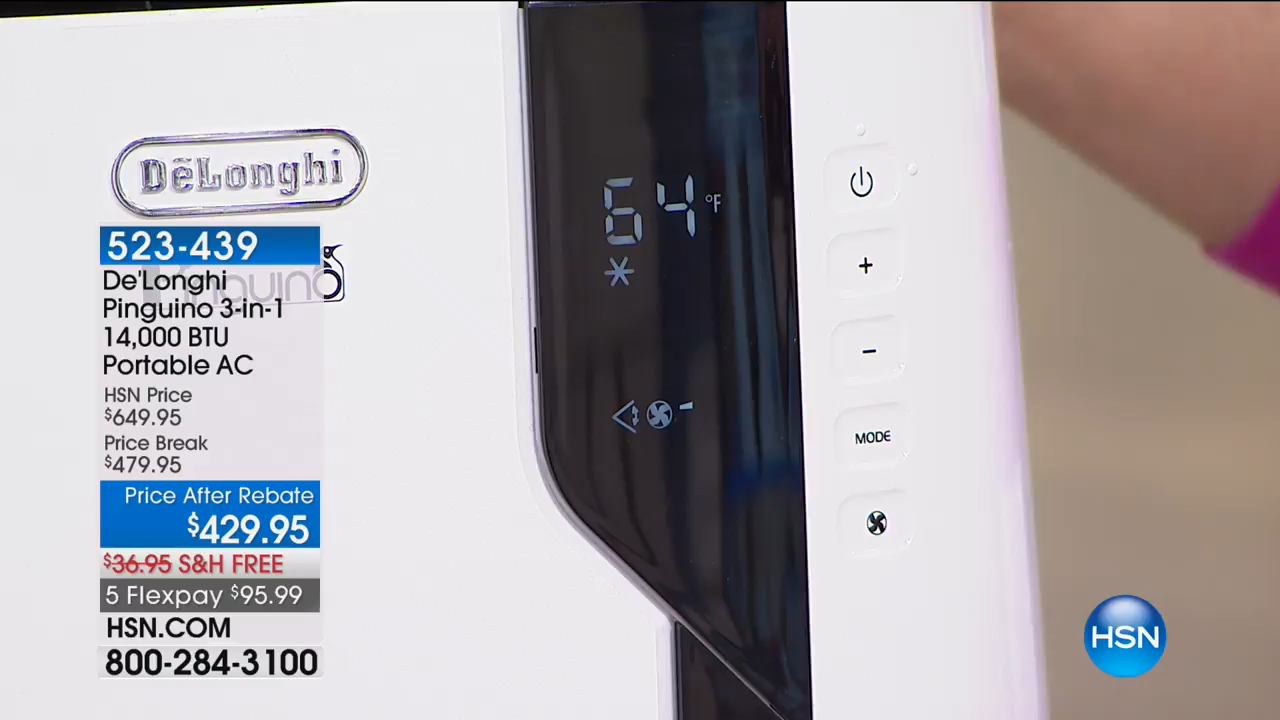 DēLonghi
523-439
Pinguino
De'Longhi
Pinguino 3-in-1
14,000 BTU
Portable AC
HSN Price
$649.95
Price Break
$479.95
Price After Rebate
$429.95
$36.95 S&H FREE
5 Flexpay $95.99
HSN.COM
800-284-3100
64 °F
+
-
MODE
HSN